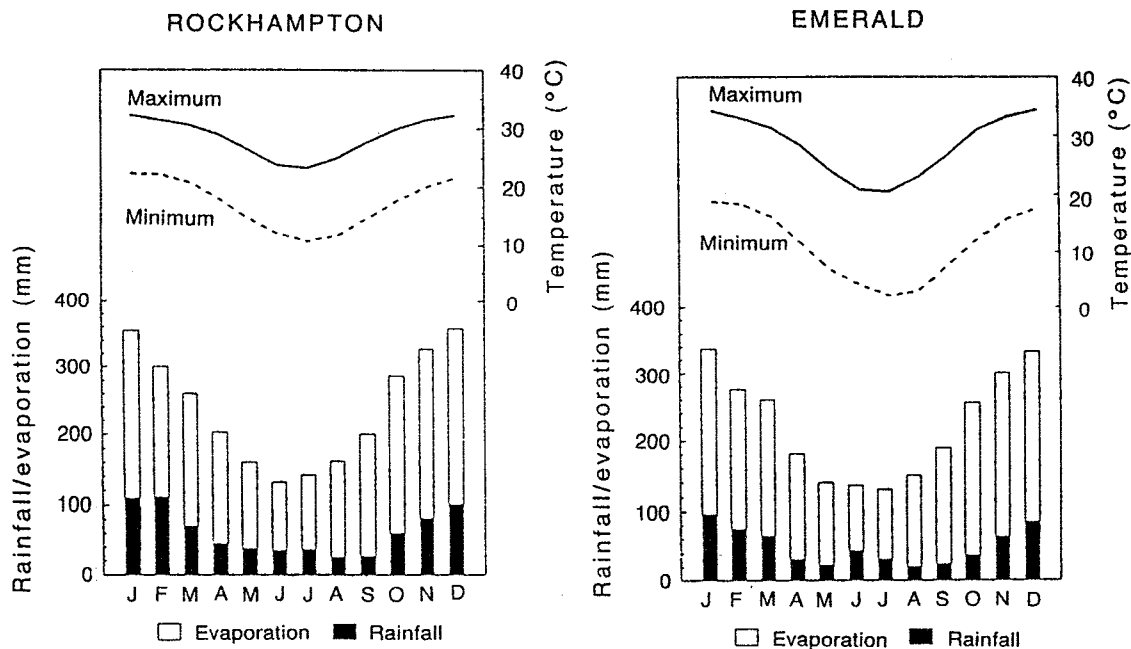 ROCKHAMPTON
Maximum
Minimum
40
30
20
10
0
Temperature (°C)
400
300
200
100
0
Rainfall/evaporation (mm)
J F M A M J J A S O N D
Evaporation Rainfall
EMERALD
Maximum
Minimum
40
30
20
10
0
Temperature (°C)
400
300
200
100
0
Rainfall/evaporation (mm)
J F M A M J J A S O N D
Evaporation Rainfall